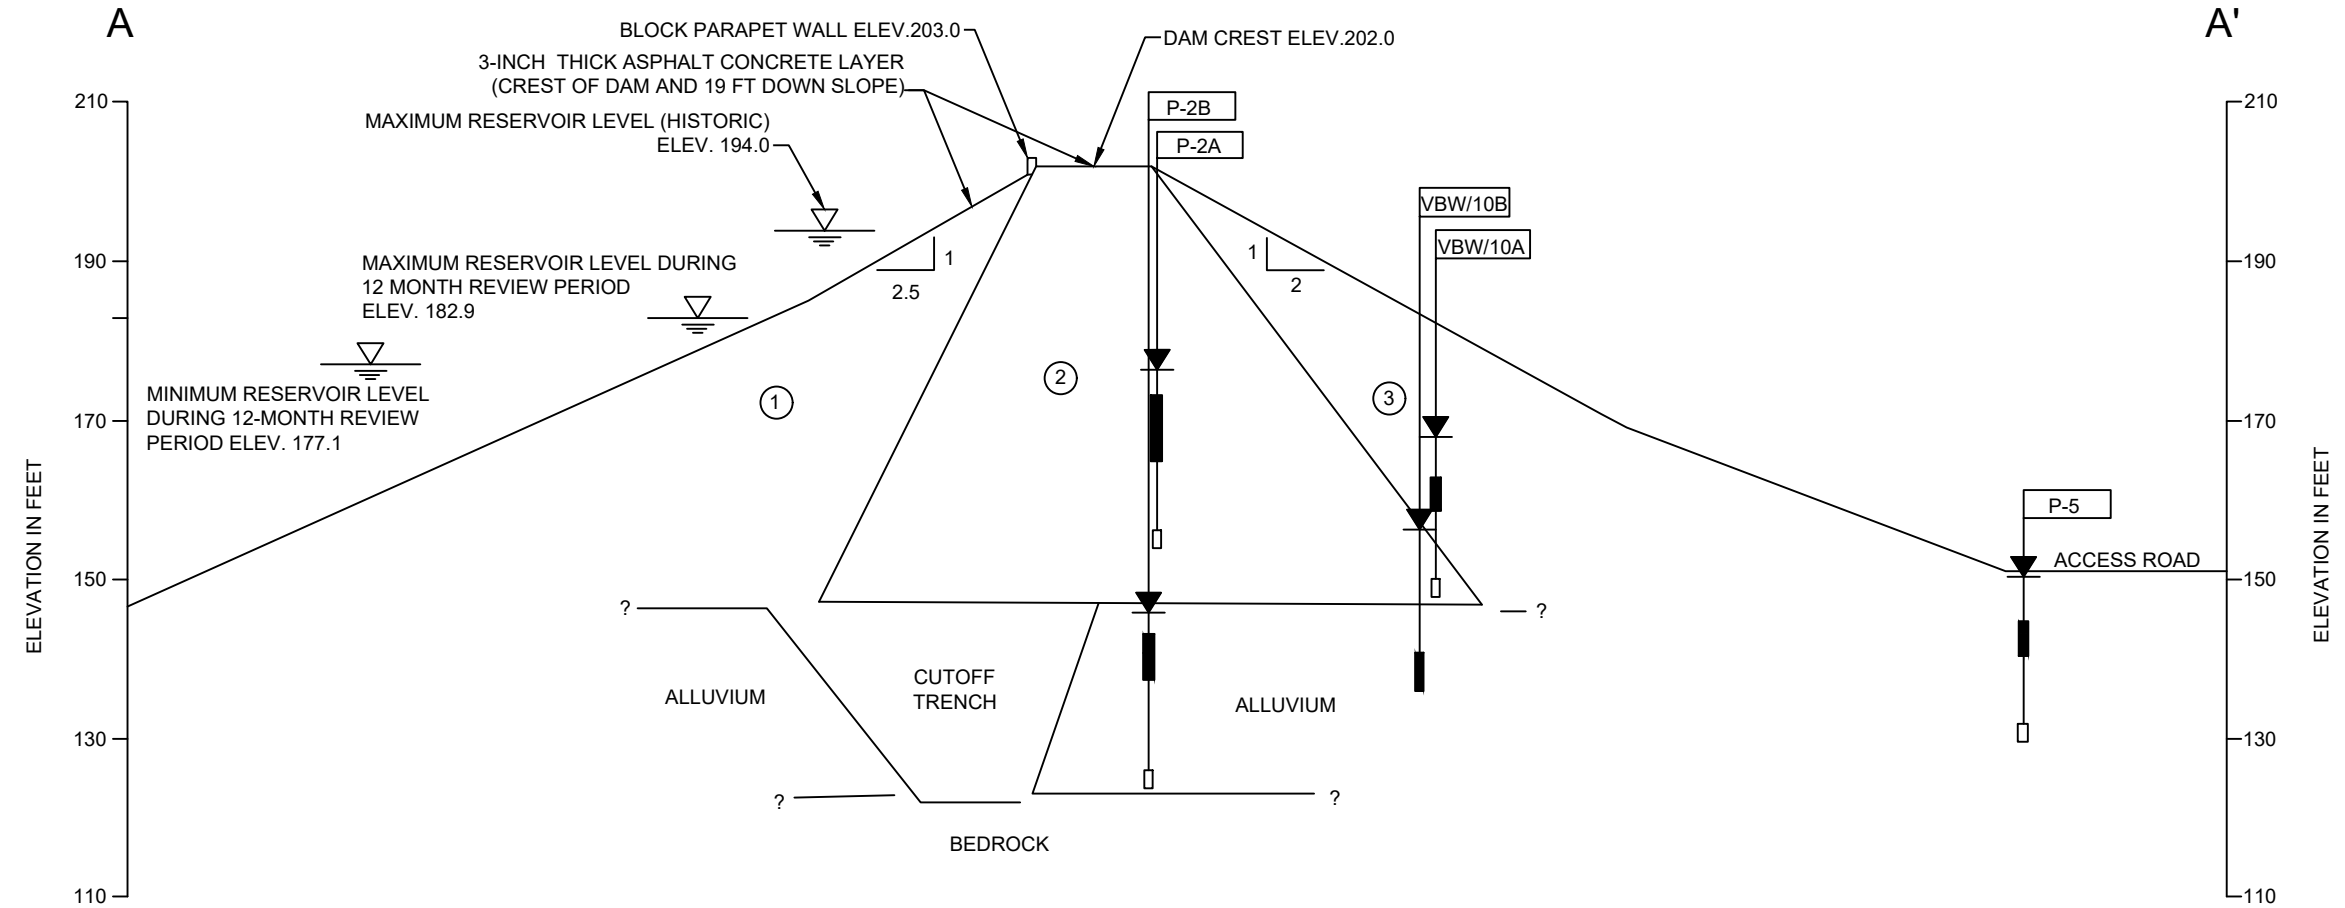 A
A'
BLOCK PARAPET WALL ELEV.203.0
DAM CREST ELEV.202.0
3-INCH THICK ASPHALT CONCRETE LAYER
(CREST OF DAM AND 19 FT DOWN SLOPE)
MAXIMUM RESERVOIR LEVEL (HISTORIC)
ELEV. 194.0
P-2B
P-2A
VBW/10B
VBW/10A
210
210
190
190
1
2.5
1
2
MAXIMUM RESERVOIR LEVEL DURING
12 MONTH REVIEW PERIOD
ELEV. 182.9
MINIMUM RESERVOIR LEVEL
DURING 12-MONTH REVIEW
PERIOD ELEV. 177.1
1
2
3
170
170
ELEVATION IN FEET
ELEVATION IN FEET
P-5
ACCESS ROAD
150
150
?
?
ALLUVIUM
CUTOFF
TRENCH
ALLUVIUM
130
130
?
?
BEDROCK
110
110